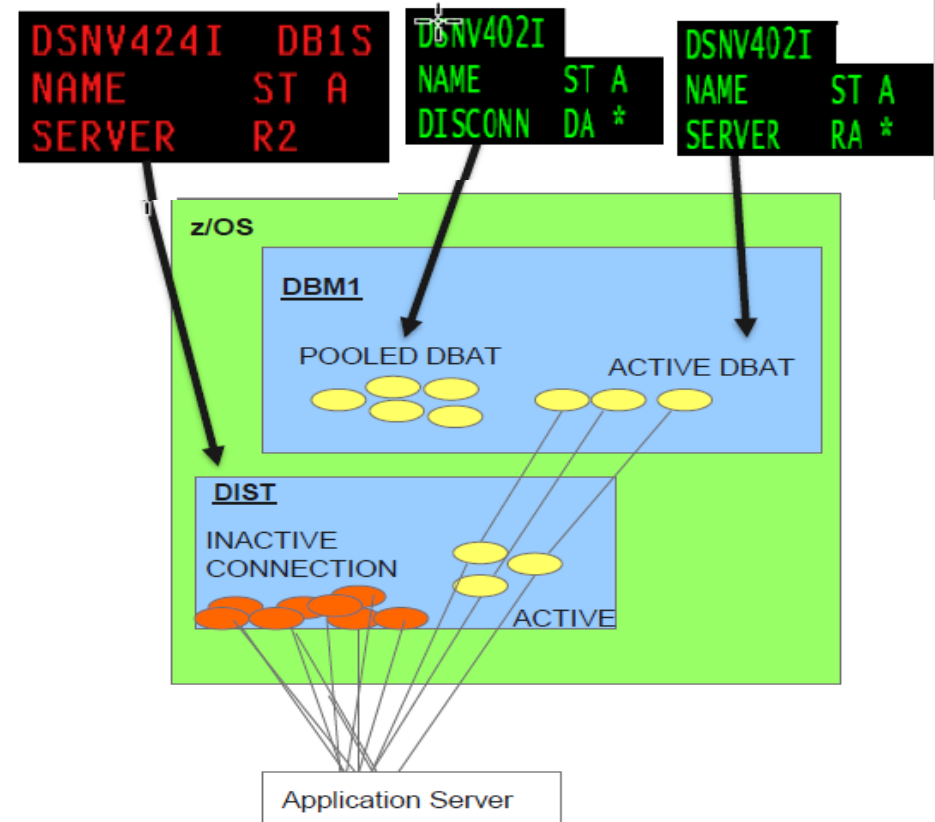 DSNV424I DB1S
NAME ST A
SERVER R2
DSNV402I
NAME ST A
DISCONN DA *
DSNV402I
NAME ST A
SERVER RA *
z/OS
DBM1
POOLED DBAT
ACTIVE DBAT
DIST
INACTIVE
CONNECTION
ACTIVE
Application Server